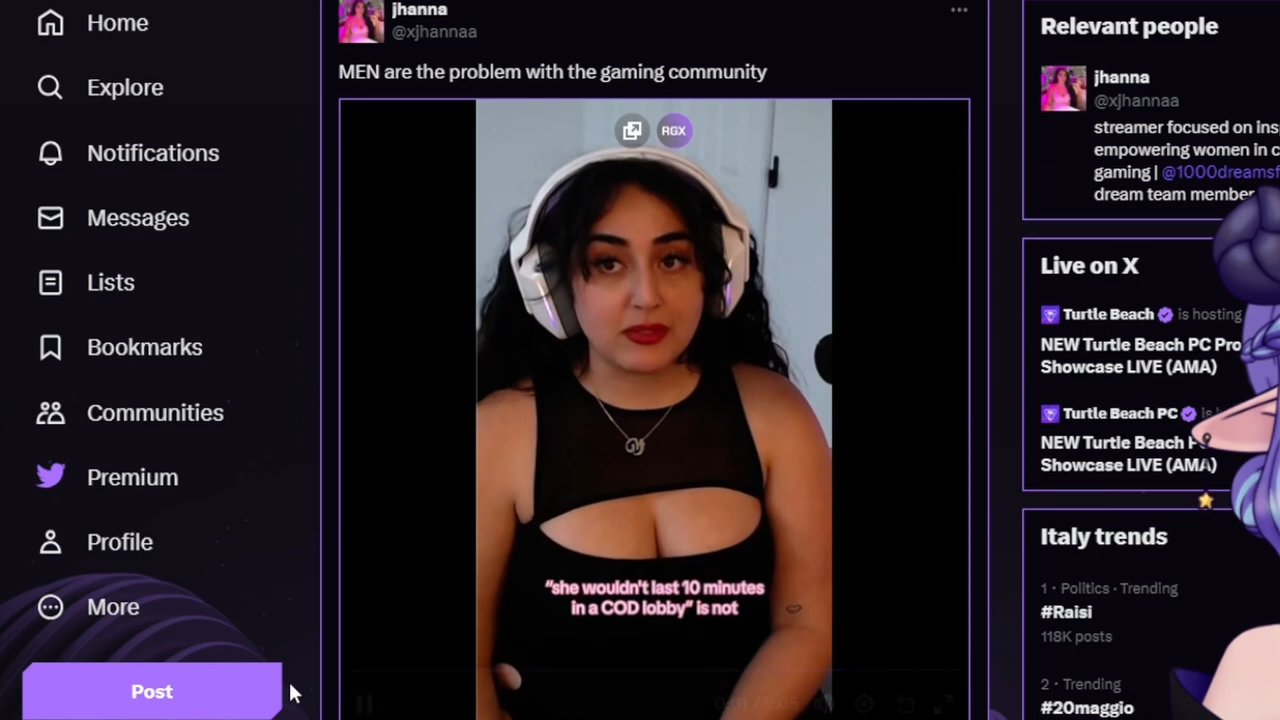 Home
Explore
Notifications
Messages
Lists
Bookmarks
Communities
Premium
Profile
More
Post
jhanna
@xjhannaa
MEN are the problem with the gaming community
RGX
"she wouldn't last 10 minutes
in a COD lobby" is not
Relevant people
jhanna
@xjhannaa
streamer focused on ins
empowering women in c
gaming | @1000dreamsf
dream team member
Live on X
Turtle Beach is hosting
NEW Turtle Beach PC Pro
Showcase LIVE (AMA)
Turtle Beach PC
NEW Turtle Beach P
Showcase LIVE (AMA)
Italy trends
1 · Politics · Trending
#Raisi
118K posts
2 · Trending
#20maggio